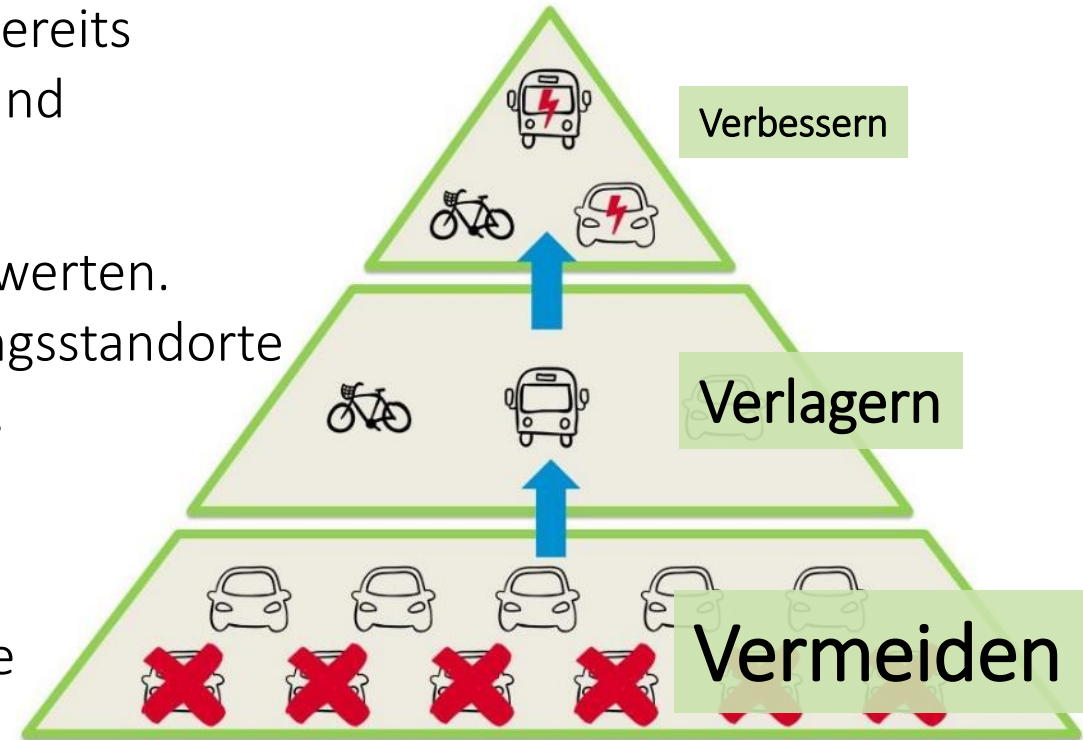 ereits
nd
werten.
gsstandorte
.
e
Verbessern
Verlagern
Vermeiden